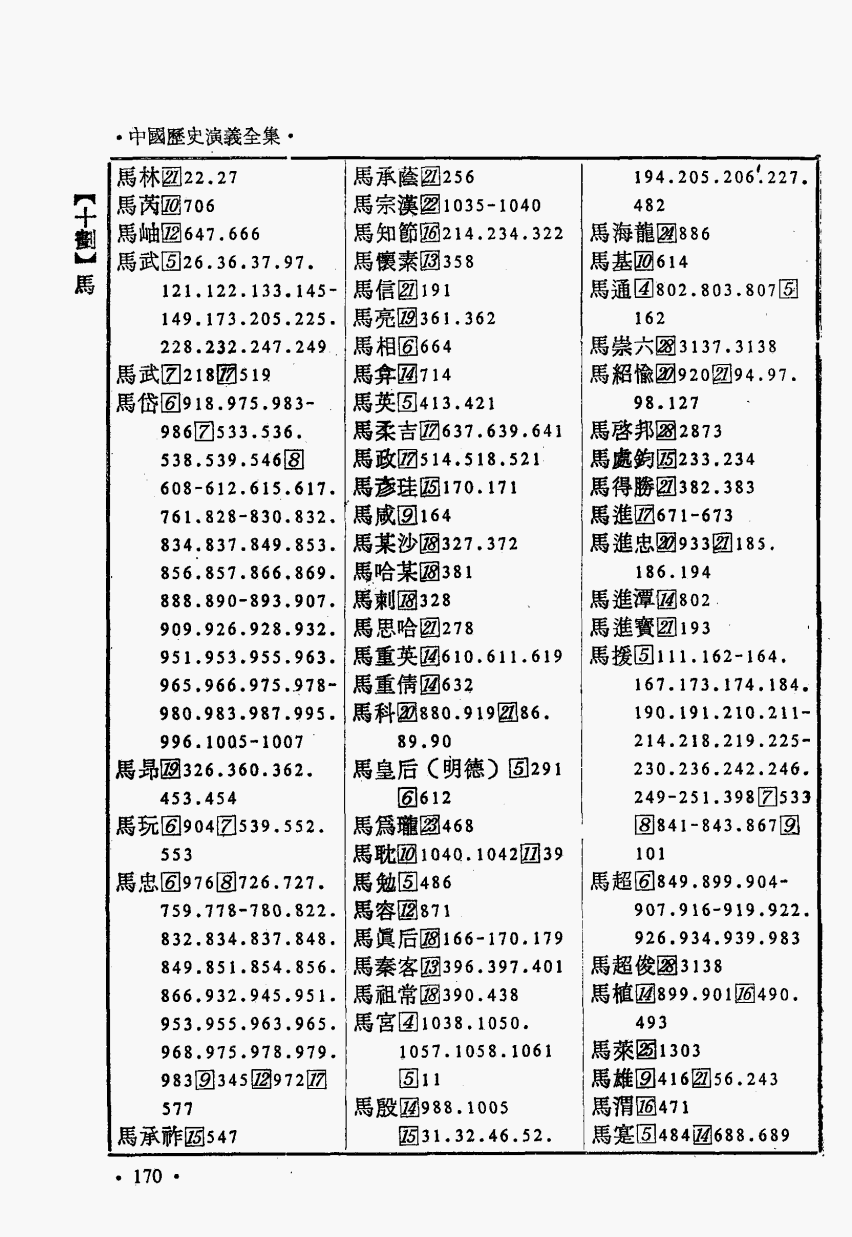 ·中國歷史演義全集·
【十劃】馬
馬林[21]22.27
馬芮[10]706
馬岫[12]647.666
馬武[5]26.36.37.97.
121.122.133.145-
149.173.205.225.
228.232.247.249
馬武[7]218[17]519
馬岱[6]918.975.983-
986[7]533.536.
538.539.546[8]
608-612.615.617.
761.828-830.832.
834.837.849.853.
856.857.866.869.
888.890-893.907.
909.926.928.932.
951.953.955.963.
965.966.975.978-
980.983.987.995.
996.1005-1007
馬昻[19]326.360.362.
453.454
馬玩[6]904[7]539.552.
553
馬忠[6]976[8]726.727.
759.778-780.822.
832.834.837.848.
849.851.854.856.
866.932.945.951.
953.955.963.965.
968.975.978.979.
983[9]345[12]972[17]
577
馬承祚[15]547
馬承蔭[21]256
馬宗漢[22]1035-1040
馬知節[16]214.234.322
馬懷素[13]358
馬信[21]191
馬亮[19]361.362
馬相[6]664
馬弇[14]714
馬英[5]413.421
馬柔吉[17]637.639.641
馬政[17]514.518.521
馬彥珪[15]170.171
馬咸[9]164
馬某沙[18]327.372
馬哈某[18]381
馬刺[18]328
馬思哈[21]278
馬重英[14]610.611.619
馬重倩[14]632
馬科[20]880.919[21]86.
89.90
馬皇后（明德）[5]291
[6]612
馬爲瓏[23]468
馬耽[10]1040.1042[11]39
馬勉[5]486
馬容[12]871
馬眞后[18]166-170.179
馬秦客[13]396.397.401
馬祖常[18]390.438
馬宮[4]1038.1050.
1057.1058.1061
[5]11
馬殷[14]988.1005
[15]31.32.46.52.
194.205.206.227.
482
馬海龍[24]886
馬基[10]614
馬通[4]802.803.807[5]
162
馬崇六[28]3137.3138
馬紹愉[20]920[21]94.97.
98.127
馬啓邦[28]2873
馬處鈞[15]233.234
馬得勝[21]382.383
馬進[17]671-673
馬進忠[20]933[21]185.
186.194
馬進潭[14]802
馬進寶[21]193
馬援[5]111.162-164.
167.173.174.184.
190.191.210.211-
214.218.219.225-
230.236.242.246.
249-251.398[7]533
[8]841-843.867[9]
101
馬超[6]849.899.904-
907.916-919.922.
926.934.939.983
馬超俊[28]3138
馬植[14]899.901[16]490.
493
馬萊[25]1303
馬雄[9]416[21]56.243
馬渭[16]471
馬寔[5]484[14]688.689
·170·